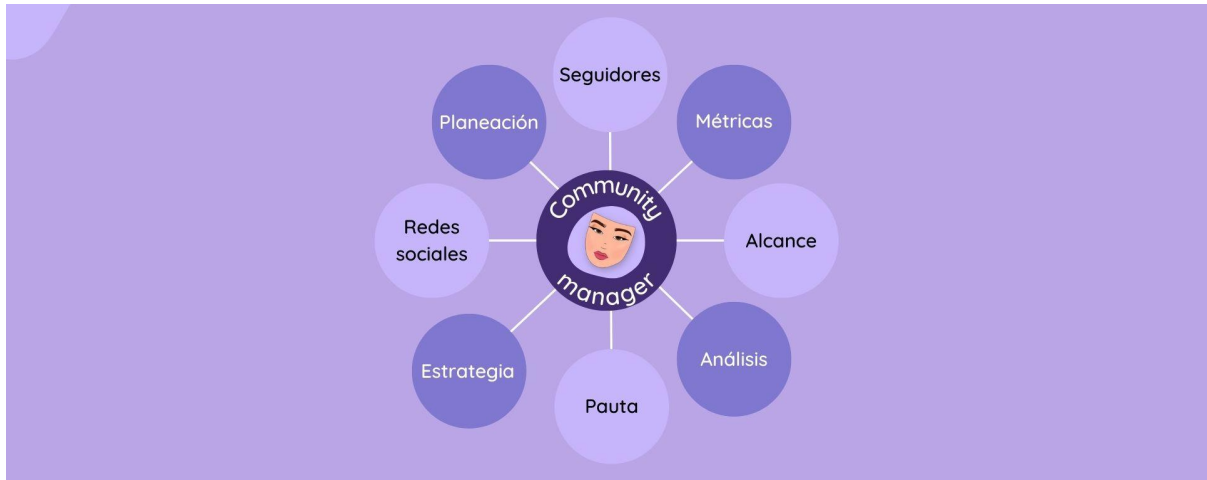 Seguidores
Planeación
Métricas
Community
manager
Redes
sociales
Alcance
Estrategia
Análisis
Pauta